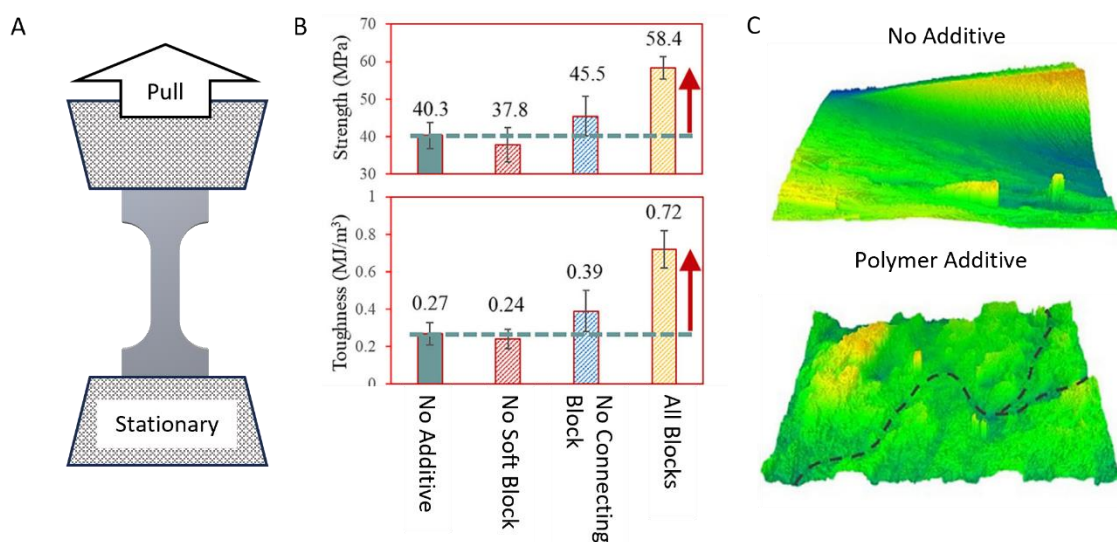 A
Pull
Stationary
B
Strength (MPa)
70
60
50
40
30
40.3
37.8
45.5
58.4
Toughness (MJ/m³)
1
0.8
0.6
0.4
0.2
0
0.27
0.24
0.39
0.72
No Additive
No Soft Block
No Connecting
Block
All Blocks
C
No Additive
Polymer Additive